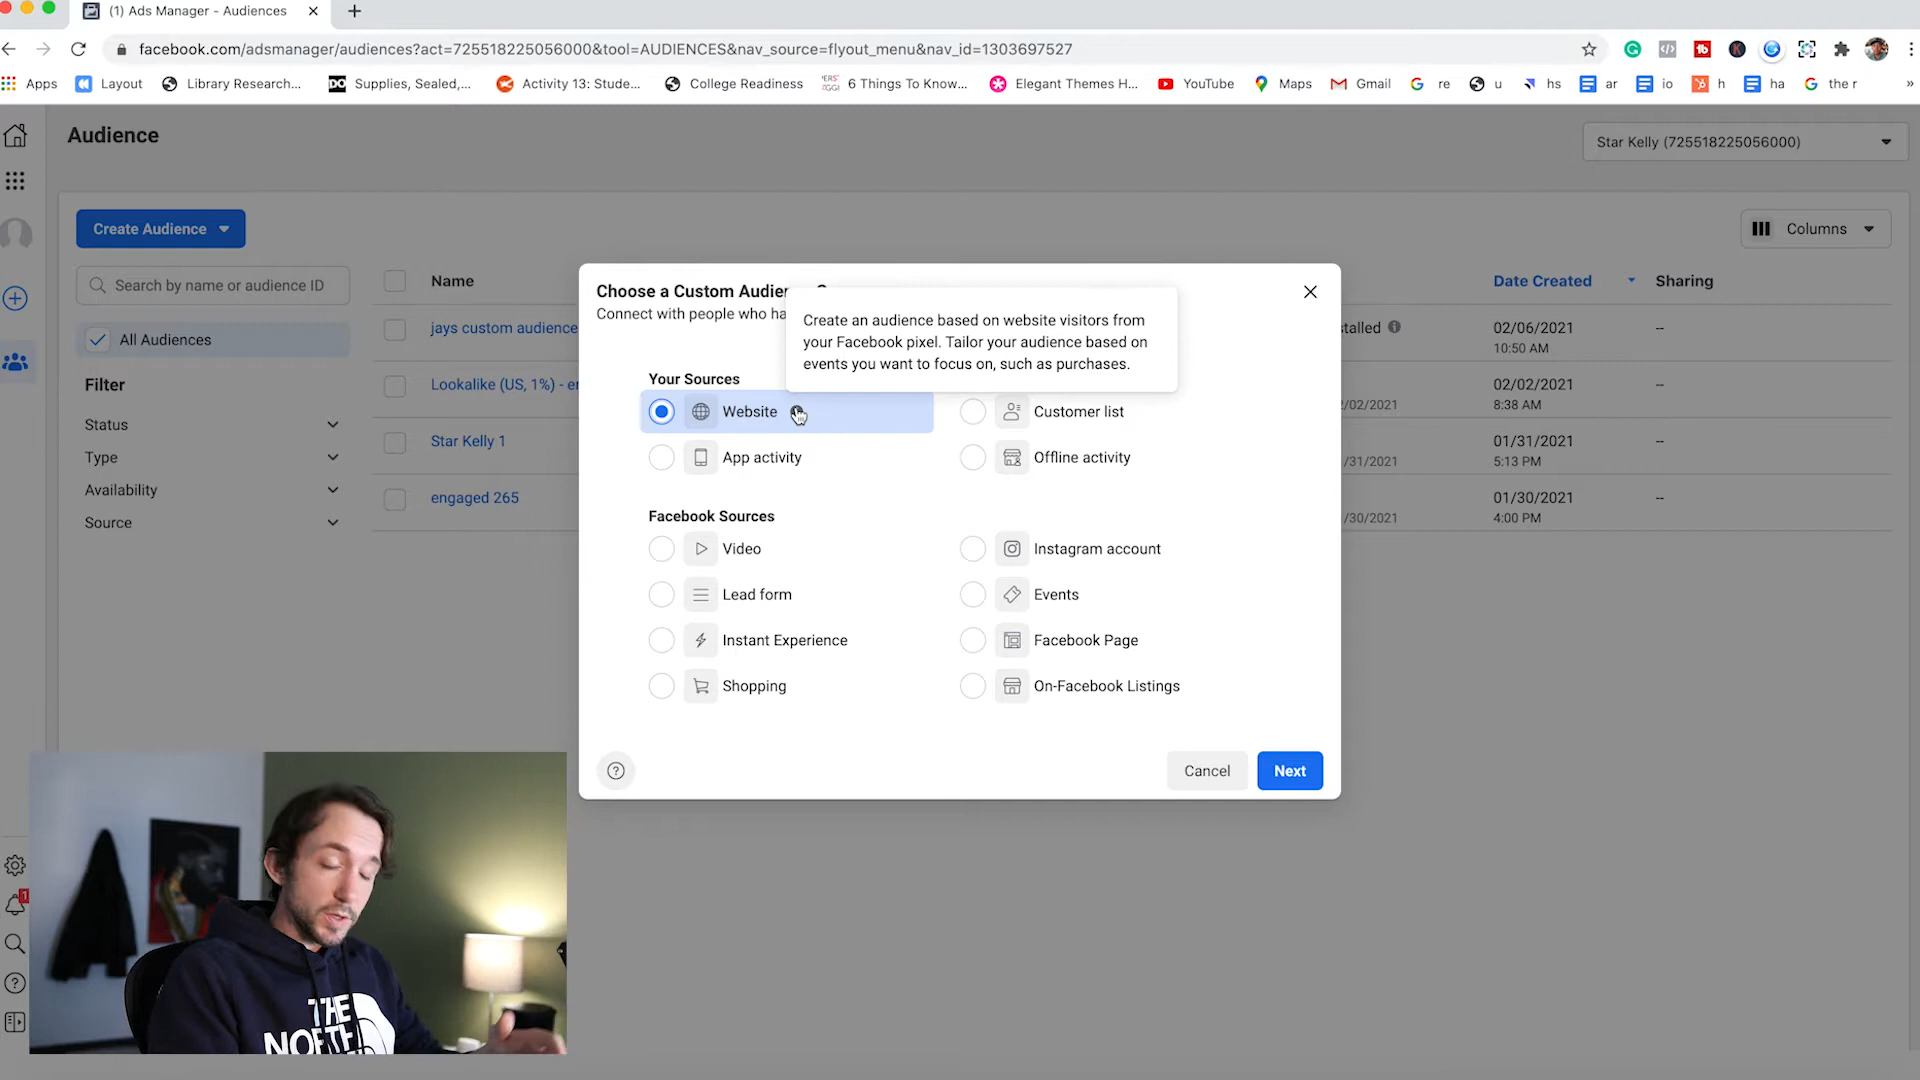 (1) Ads Manager - Audiences
facebook.com/adsmanager/audiences?act=725518225056000&tool=AUDIENCES&nav_source=flyout_menu&nav_id=1303697527
Apps
Layout
Library Research...
DO
Supplies, Sealed,...
Activity 13: Stude...
College Readiness
6 Things To Know...
Elegant Themes H...
YouTube
Maps
Gmail
re
u
hs
ar
io
h
ha
the r
»
Audience
Star Kelly (725518225056000)
Create Audience
Columns
Search by name or audience ID
Name
Date Created
Sharing
All Audiences
jays custom audience
stalled
02/06/2021
--
10:50 AM
Filter
Lookalike (US, 1%) - e
02/02/2021
--
/02/2021
8:38 AM
Status
Type
Availability
Source
Star Kelly 1
01/31/2021
--
/31/2021
5:13 PM
engaged 265
01/30/2021
--
/30/2021
4:00 PM
Choose a Custom Audie
Connect with people who ha
Create an audience based on website visitors from
your Facebook pixel. Tailor your audience based on
events you want to focus on, such as purchases.
Your Sources
Website
Customer list
App activity
Offline activity
Facebook Sources
Video
Instagram account
Lead form
Events
Instant Experience
Facebook Page
Shopping
On-Facebook Listings
Cancel
Next
1
THE
NORTH